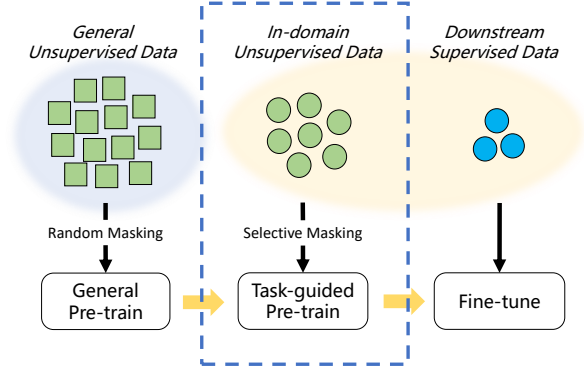 General
Unsupervised Data
In-domain
Unsupervised Data
Downstream
Supervised Data
Random Masking
Selective Masking
General
Pre-train
Task-guided
Pre-train
Fine-tune